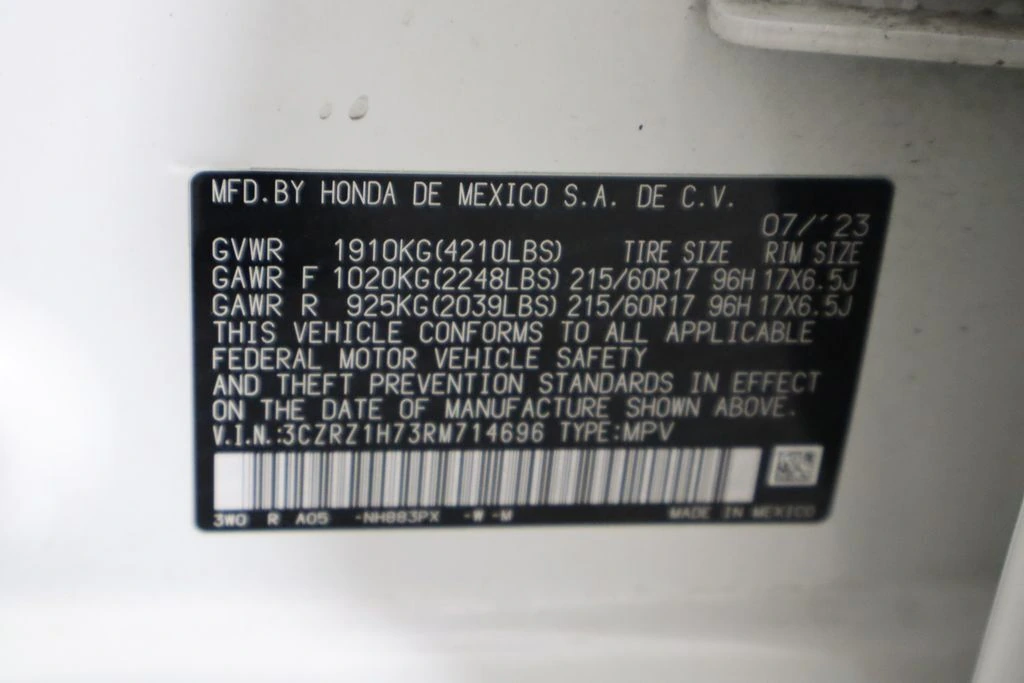 MFD.BY HONDA DE MEXICO S.A. DE C.V.
07/'23
GVWR 1910KG(4210LBS) TIRE SIZE RIM SIZE
GAWR F 1020KG(2248LBS) 215/60R17 96H 17X6.5J
GAWR R 925KG(2039LBS) 215/60R17 96H 17X6.5J
THIS VEHICLE CONFORMS TO ALL APPLICABLE
FEDERAL MOTOR VEHICLE SAFETY
AND THEFT PREVENTION STANDARDS IN EFFECT
ON THE DATE OF MANUFACTURE SHOWN ABOVE.
V.I.N.:3CZRZ1H73RM714696 TYPE:MPV
3W0 R A05 -NH883PX -W -M MADE IN MEXICO